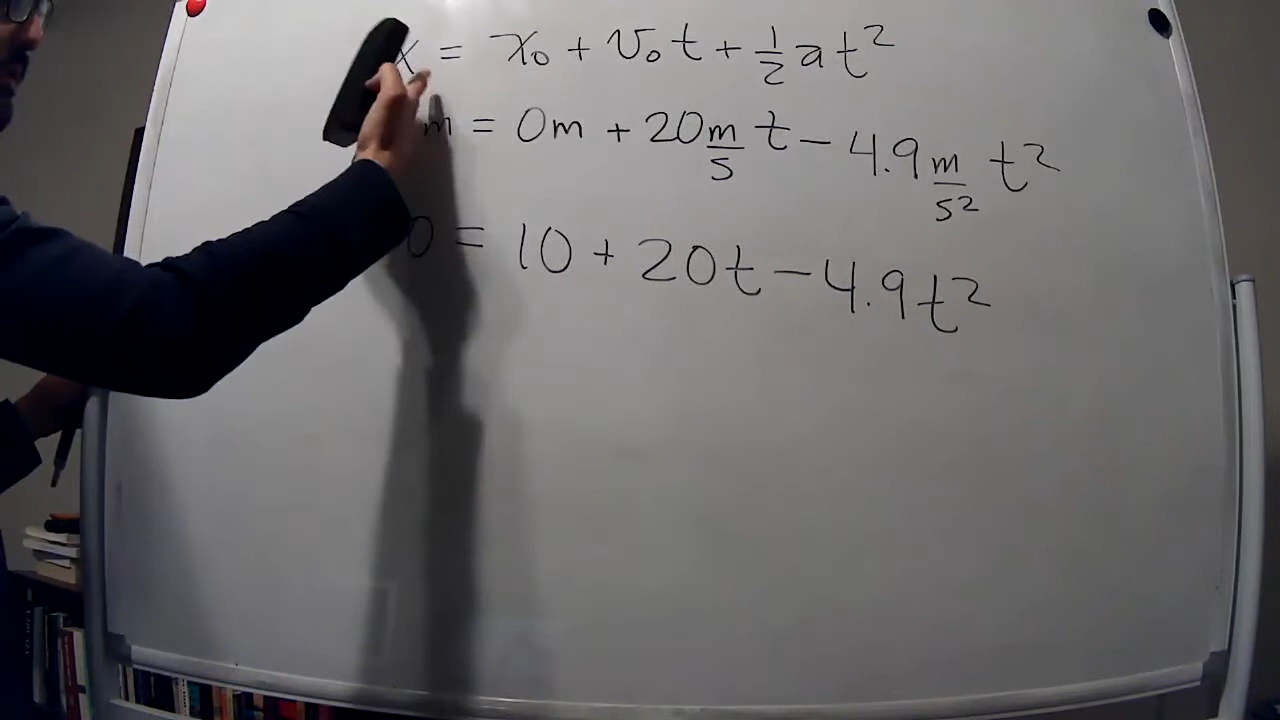 x = x₀ + v₀t + ½at²
m = 0m + 20 m/s t − 4.9 m/s² t²
0 = 10 + 20t − 4.9t²